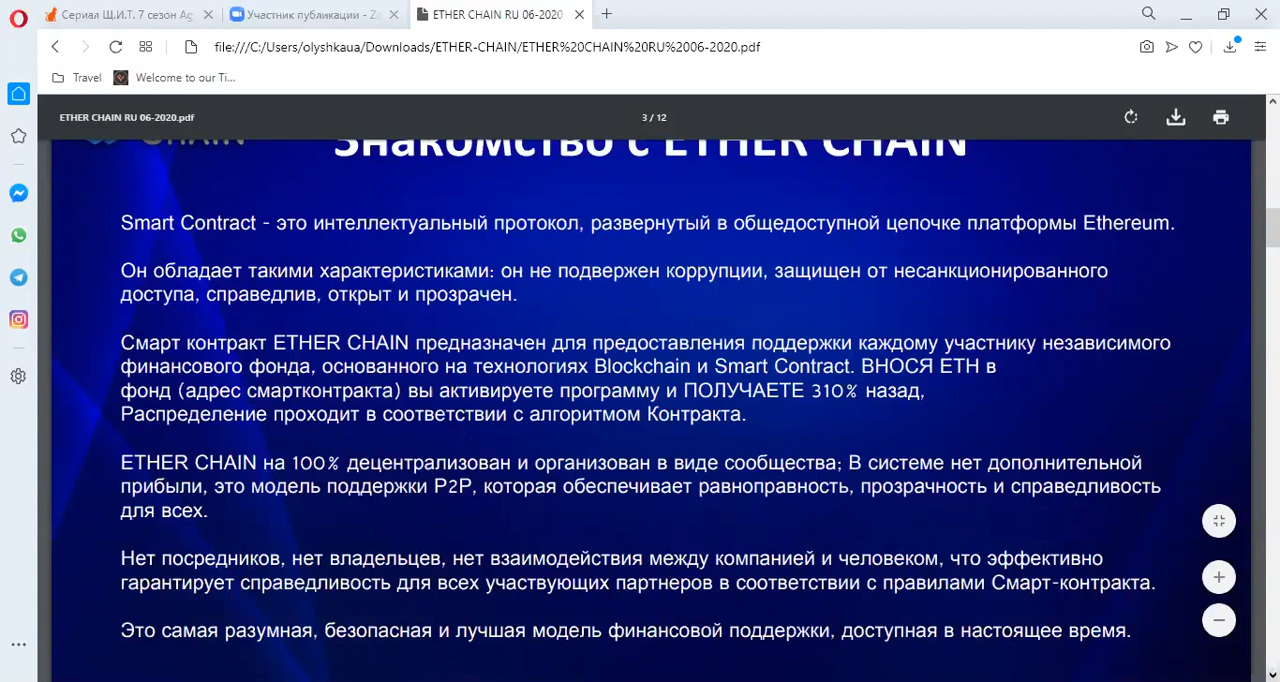 Сериал Щ.И.Т. 7 сезон Ag
Участник публикации - Zo
ETHER CHAIN RU 06-2020
file:///C:/Users/olyshkaua/Downloads/ETHER-CHAIN/ETHER%20CHAIN%20RU%2006-2020.pdf
Travel
Welcome to our Ti...
ETHER CHAIN RU 06-2020.pdf
3 / 12
CHAIN
Знакомство с ETHER CHAIN
Smart Contract - это интеллектуальный протокол, развернутый в общедоступной цепочке платформы Ethereum.
Он обладает такими характеристиками: он не подвержен коррупции, защищен от несанкционированного
доступа, справедлив, открыт и прозрачен.
Смарт контракт ETHER CHAIN предназначен для предоставления поддержки каждому участнику независимого
финансового фонда, основанного на технологиях Blockchain и Smart Contract. ВНОСЯ ETH в
фонд (адрес смартконтракта) вы активируете программу и ПОЛУЧАЕТЕ 310% назад,
Распределение проходит в соответствии с алгоритмом Контракта.
ETHER CHAIN на 100% децентрализован и организован в виде сообщества; В системе нет дополнительной
прибыли, это модель поддержки P2P, которая обеспечивает равноправность, прозрачность и справедливость
для всех.
Нет посредников, нет владельцев, нет взаимодействия между компанией и человеком, что эффективно
гарантирует справедливость для всех участвующих партнеров в соответствии с правилами Смарт-контракта.
Это самая разумная, безопасная и лучшая модель финансовой поддержки, доступная в настоящее время.